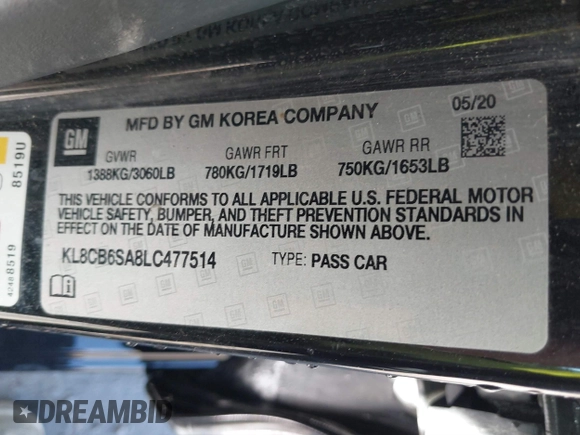 MFD BY GM KOREA COMPANY
05/20
GM
GVWR
GAWR FRT
GAWR RR
1388KG/3060LB
780KG/1719LB
750KG/1653LB
THIS VEHICLE CONFORMS TO ALL APPLICABLE U.S. FEDERAL MOTOR
VEHICLE SAFETY, BUMPER, AND THEFT PREVENTION STANDARDS IN
EFFECT ON THE DATE OF MANUFACTURE SHOWN ABOVE.
KL8CB6SA8LC477514
TYPE: PASS CAR
8519U
42488519
DREAMBID